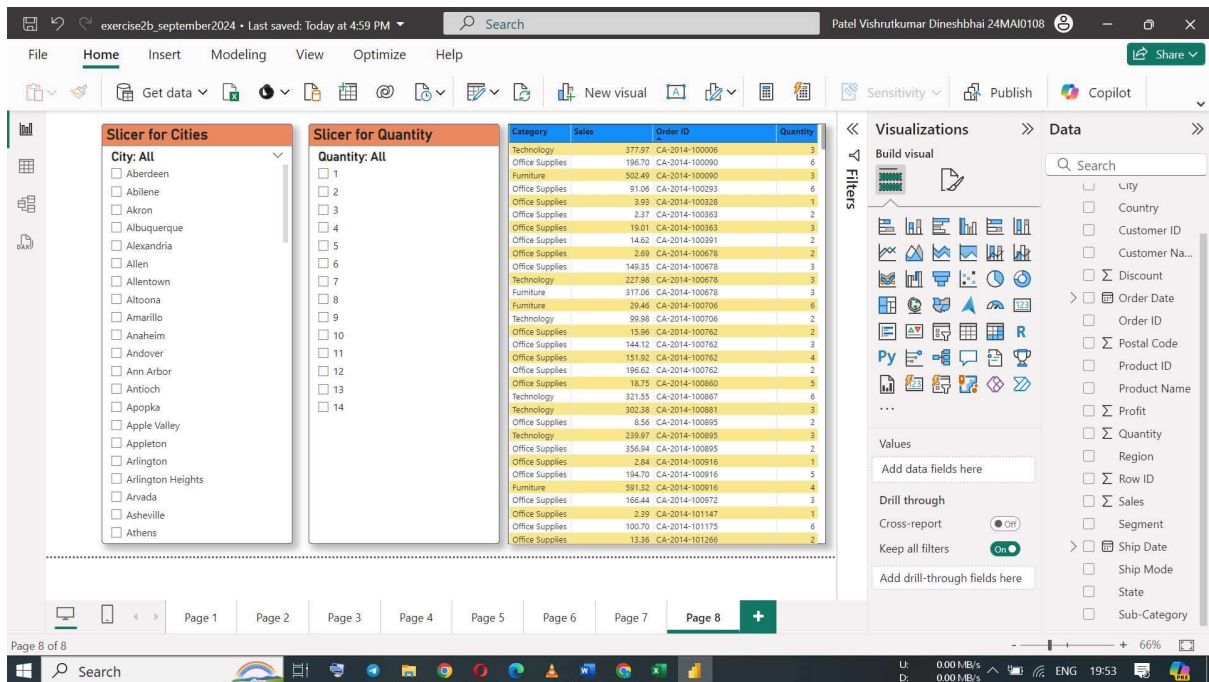 exercise2b_september2024 • Last saved: Today at 4:59 PM
Search
Patel Vishrutkumar Dineshbhai 24MAI0108
File Home Insert Modeling View Optimize Help
Share
Get data
New visual
Sensitivity
Publish
Copilot
Slicer for Cities
City: All
Aberdeen
Abilene
Akron
Albuquerque
Alexandria
Allen
Allentown
Altoona
Amarillo
Anaheim
Andover
Ann Arbor
Antioch
Apopka
Apple Valley
Appleton
Arlington
Arlington Heights
Arvada
Asheville
Athens
Slicer for Quantity
Quantity: All
1
2
3
4
5
6
7
8
9
10
11
12
13
14
Category Sales Order ID Quantity
Technology 377.97 CA-2014-100006 3
Office Supplies 196.70 CA-2014-100090 6
Furniture 502.49 CA-2014-100090 3
Office Supplies 91.06 CA-2014-100293 6
Office Supplies 3.93 CA-2014-100328 1
Office Supplies 2.37 CA-2014-100363 2
Office Supplies 19.01 CA-2014-100363 3
Office Supplies 14.62 CA-2014-100391 2
Office Supplies 2.69 CA-2014-100678 2
Office Supplies 149.35 CA-2014-100678 3
Technology 227.98 CA-2014-100678 3
Furniture 317.06 CA-2014-100678 3
Furniture 29.46 CA-2014-100706 6
Technology 99.98 CA-2014-100706 2
Office Supplies 15.96 CA-2014-100762 2
Office Supplies 144.12 CA-2014-100762 3
Office Supplies 151.92 CA-2014-100762 4
Office Supplies 196.62 CA-2014-100762 2
Office Supplies 18.75 CA-2014-100860 5
Technology 321.55 CA-2014-100867 6
Technology 302.38 CA-2014-100881 3
Office Supplies 8.56 CA-2014-100895 2
Technology 239.97 CA-2014-100895 3
Office Supplies 356.94 CA-2014-100895 2
Office Supplies 2.84 CA-2014-100916 1
Office Supplies 194.70 CA-2014-100916 5
Furniture 591.32 CA-2014-100916 4
Office Supplies 166.44 CA-2014-100972 3
Office Supplies 2.39 CA-2014-101147 1
Office Supplies 100.70 CA-2014-101175 6
Office Supplies 13.36 CA-2014-101266 2
Filters
Visualizations
Build visual
123
R
Py
...
Values
Add data fields here
Drill through
Cross-report Off
Keep all filters On
Add drill-through fields here
Data
Search
City
Country
Customer ID
Customer Na...
Discount
Order Date
Order ID
Postal Code
Product ID
Product Name
Profit
Quantity
Region
Row ID
Sales
Segment
Ship Date
Ship Mode
State
Sub-Category
Page 1 Page 2 Page 3 Page 4 Page 5 Page 6 Page 7 Page 8 +
Page 8 of 8
- + 66%
Search
U: 0.00 MB/s
D: 0.00 MB/s
ENG 19:53
PRE